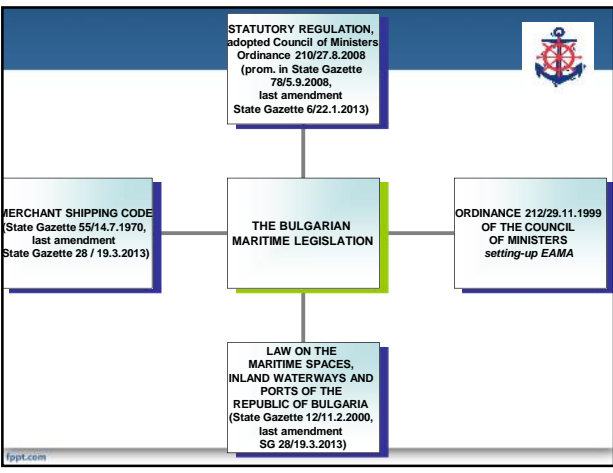 STATUTORY REGULATION,
adopted Council of Ministers
Ordinance 210/27.8.2008
(prom. in State Gazette
78/5.9.2008,
last amendment
State Gazette 6/22.1.2013)
MERCHANT SHIPPING CODE
(State Gazette 55/14.7.1970,
last amendment
State Gazette 28 / 19.3.2013)
THE BULGARIAN
MARITIME LEGISLATION
ORDINANCE 212/29.11.1999
OF THE COUNCIL
OF MINISTERS
setting-up EAMA
LAW ON THE
MARITIME SPACES,
INLAND WATERWAYS AND
PORTS OF THE
REPUBLIC OF BULGARIA
(State Gazette 12/11.2.2000,
last amendment
SG 28/19.3.2013)
fppt.com